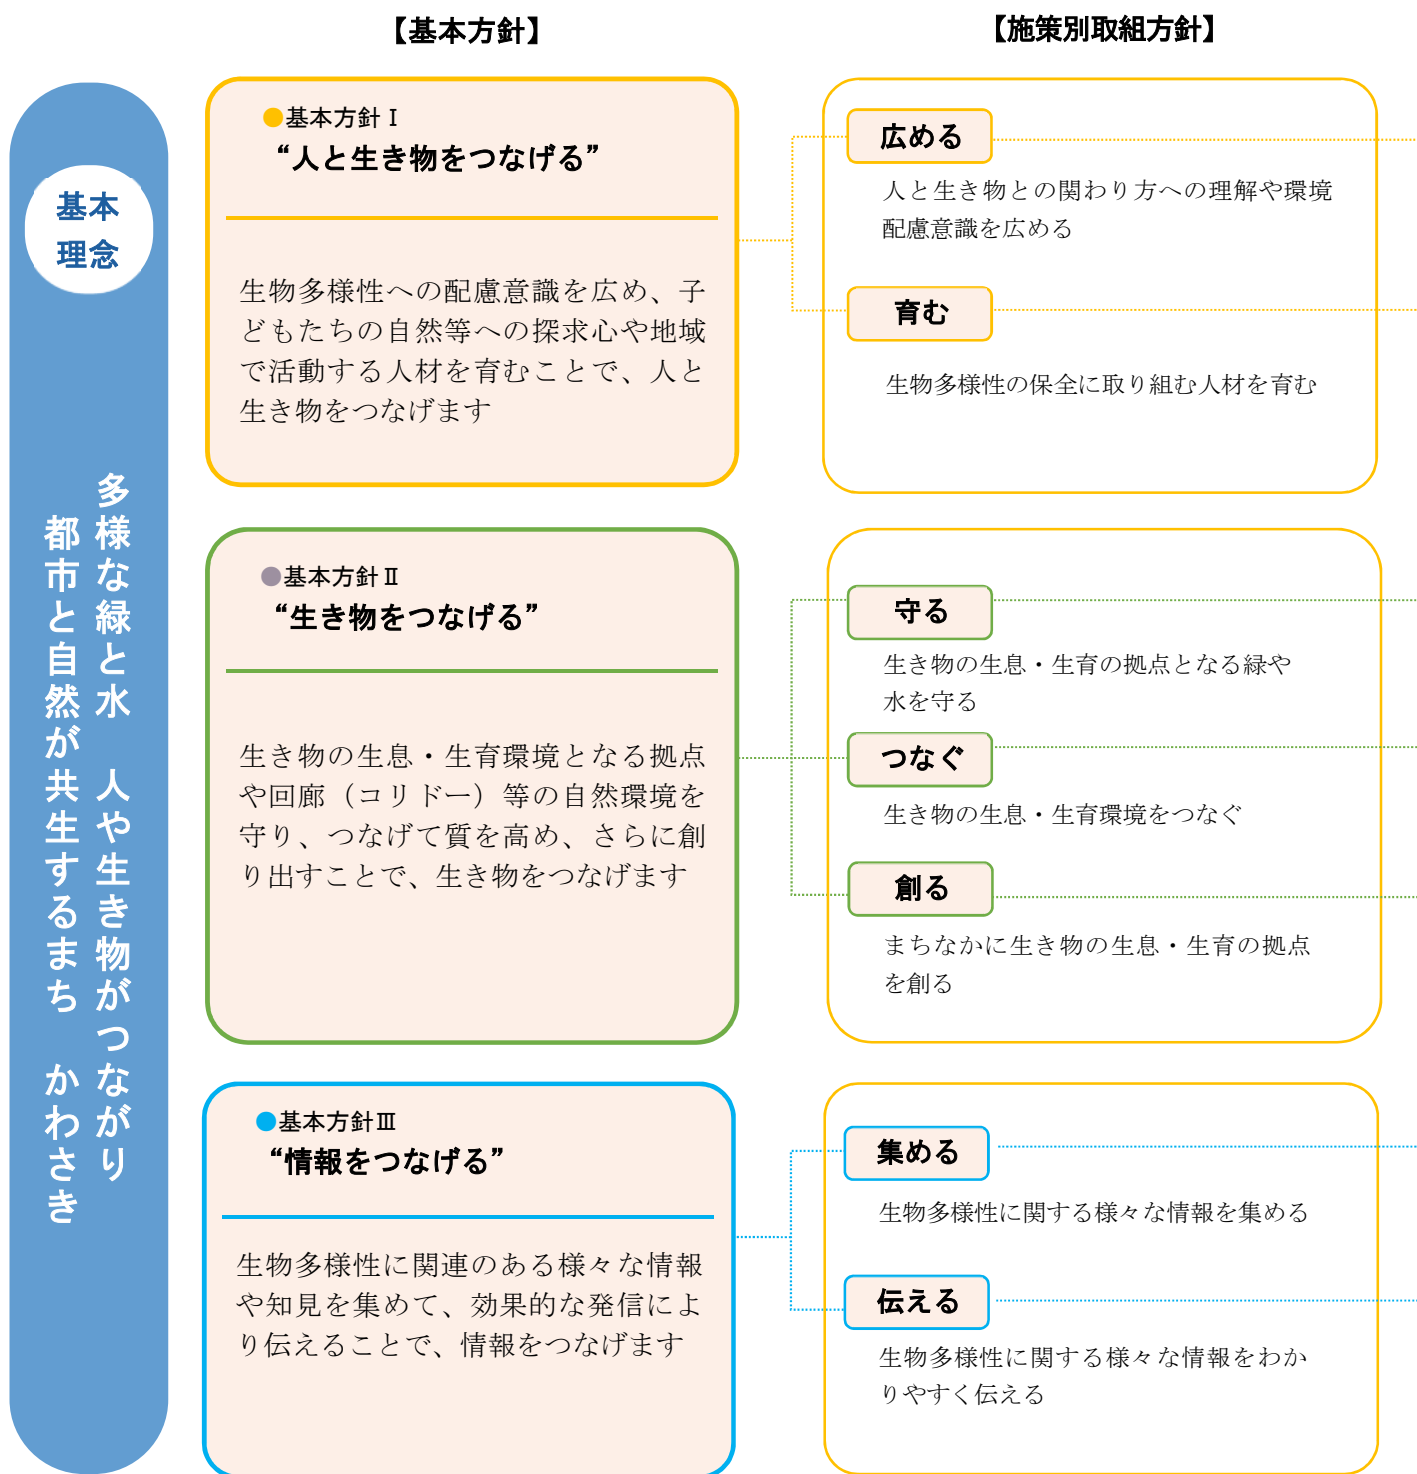 【基本方針】
【施策別取組方針】
基本
理念
多様な緑と水　人や生き物がつながり
都市と自然が共生するまち　かわさき
●基本方針Ⅰ
“人と生き物をつなげる”
生物多様性への配慮意識を広め、子
どもたちの自然等への探求心や地域
で活動する人材を育むことで、人と
生き物をつなげます
広める
人と生き物との関わり方への理解や環境
配慮意識を広める
育む
生物多様性の保全に取り組む人材を育む
●基本方針Ⅱ
“生き物をつなげる”
生き物の生息・生育環境となる拠点
や回廊（コリドー）等の自然環境を
守り、つなげて質を高め、さらに創
り出すことで、生き物をつなげます
守る
生き物の生息・生育の拠点となる緑や
水を守る
つなぐ
生き物の生息・生育環境をつなぐ
創る
まちなかに生き物の生息・生育の拠点
を創る
●基本方針Ⅲ
“情報をつなげる”
生物多様性に関連のある様々な情報
や知見を集めて、効果的な発信によ
り伝えることで、情報をつなげます
集める
生物多様性に関する様々な情報を集める
伝える
生物多様性に関する様々な情報をわか
りやすく伝える